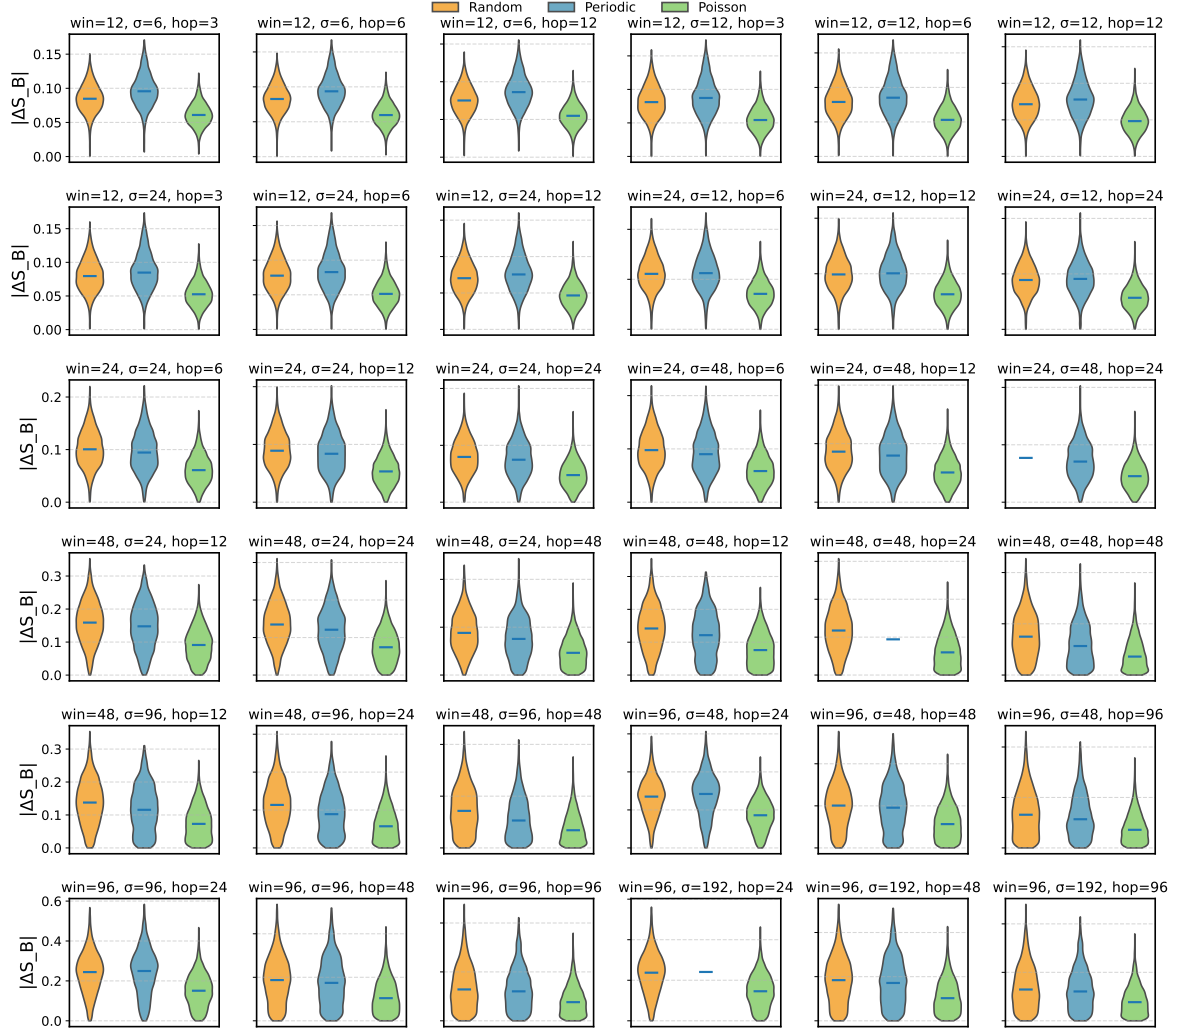 Random Periodic Poisson
win=12, σ=6, hop=3 win=12, σ=6, hop=6 win=12, σ=6, hop=12 win=12, σ=12, hop=3 win=12, σ=12, hop=6 win=12, σ=12, hop=12
|ΔS_B|
0.15
0.10
0.05
0.00
win=12, σ=24, hop=3 win=12, σ=24, hop=6 win=12, σ=24, hop=12 win=24, σ=12, hop=6 win=24, σ=12, hop=12 win=24, σ=12, hop=24
|ΔS_B|
0.15
0.10
0.05
0.00
win=24, σ=24, hop=6 win=24, σ=24, hop=12 win=24, σ=24, hop=24 win=24, σ=48, hop=6 win=24, σ=48, hop=12 win=24, σ=48, hop=24
|ΔS_B|
0.2
0.1
0.0
win=48, σ=24, hop=12 win=48, σ=24, hop=24 win=48, σ=24, hop=48 win=48, σ=48, hop=12 win=48, σ=48, hop=24 win=48, σ=48, hop=48
|ΔS_B|
0.3
0.2
0.1
0.0
win=48, σ=96, hop=12 win=48, σ=96, hop=24 win=48, σ=96, hop=48 win=96, σ=48, hop=24 win=96, σ=48, hop=48 win=96, σ=48, hop=96
|ΔS_B|
0.3
0.2
0.1
0.0
win=96, σ=96, hop=24 win=96, σ=96, hop=48 win=96, σ=96, hop=96 win=96, σ=192, hop=24 win=96, σ=192, hop=48 win=96, σ=192, hop=96
|ΔS_B|
0.6
0.4
0.2
0.0